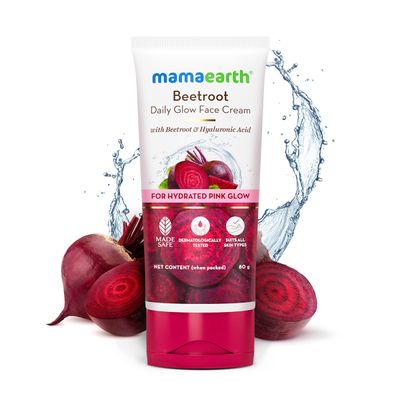 mamaearth®
Beetroot
Daily Glow Face Cream
with Beetroot & Hyaluronic Acid
FOR HYDRATED PINK GLOW
MADE SAFE
DERMATOLOGICALLY TESTED
SUITS ALL SKIN TYPES
NET CONTENT (when packed) 80 g